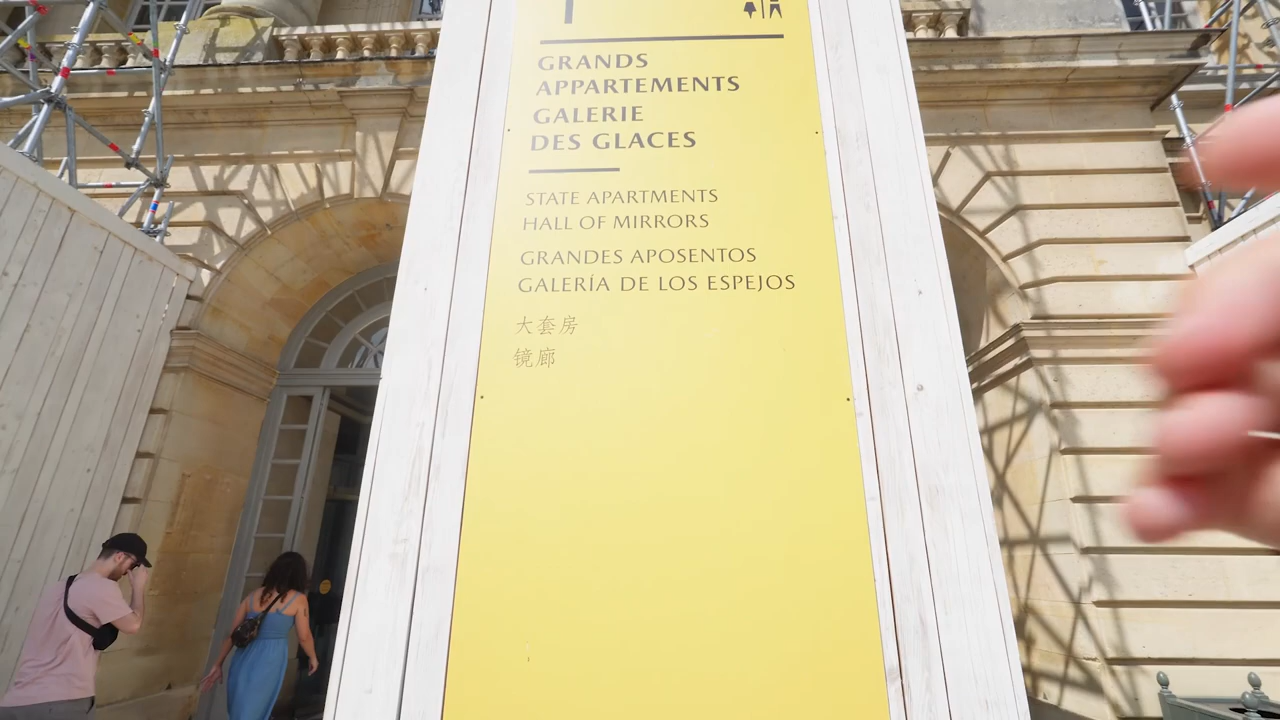 GRANDS
APPARTEMENTS
GALERIE
DES GLACES
STATE APARTMENTS
HALL OF MIRRORS
GRANDES APOSENTOS
GALERÍA DE LOS ESPEJOS
大套房
镜廊